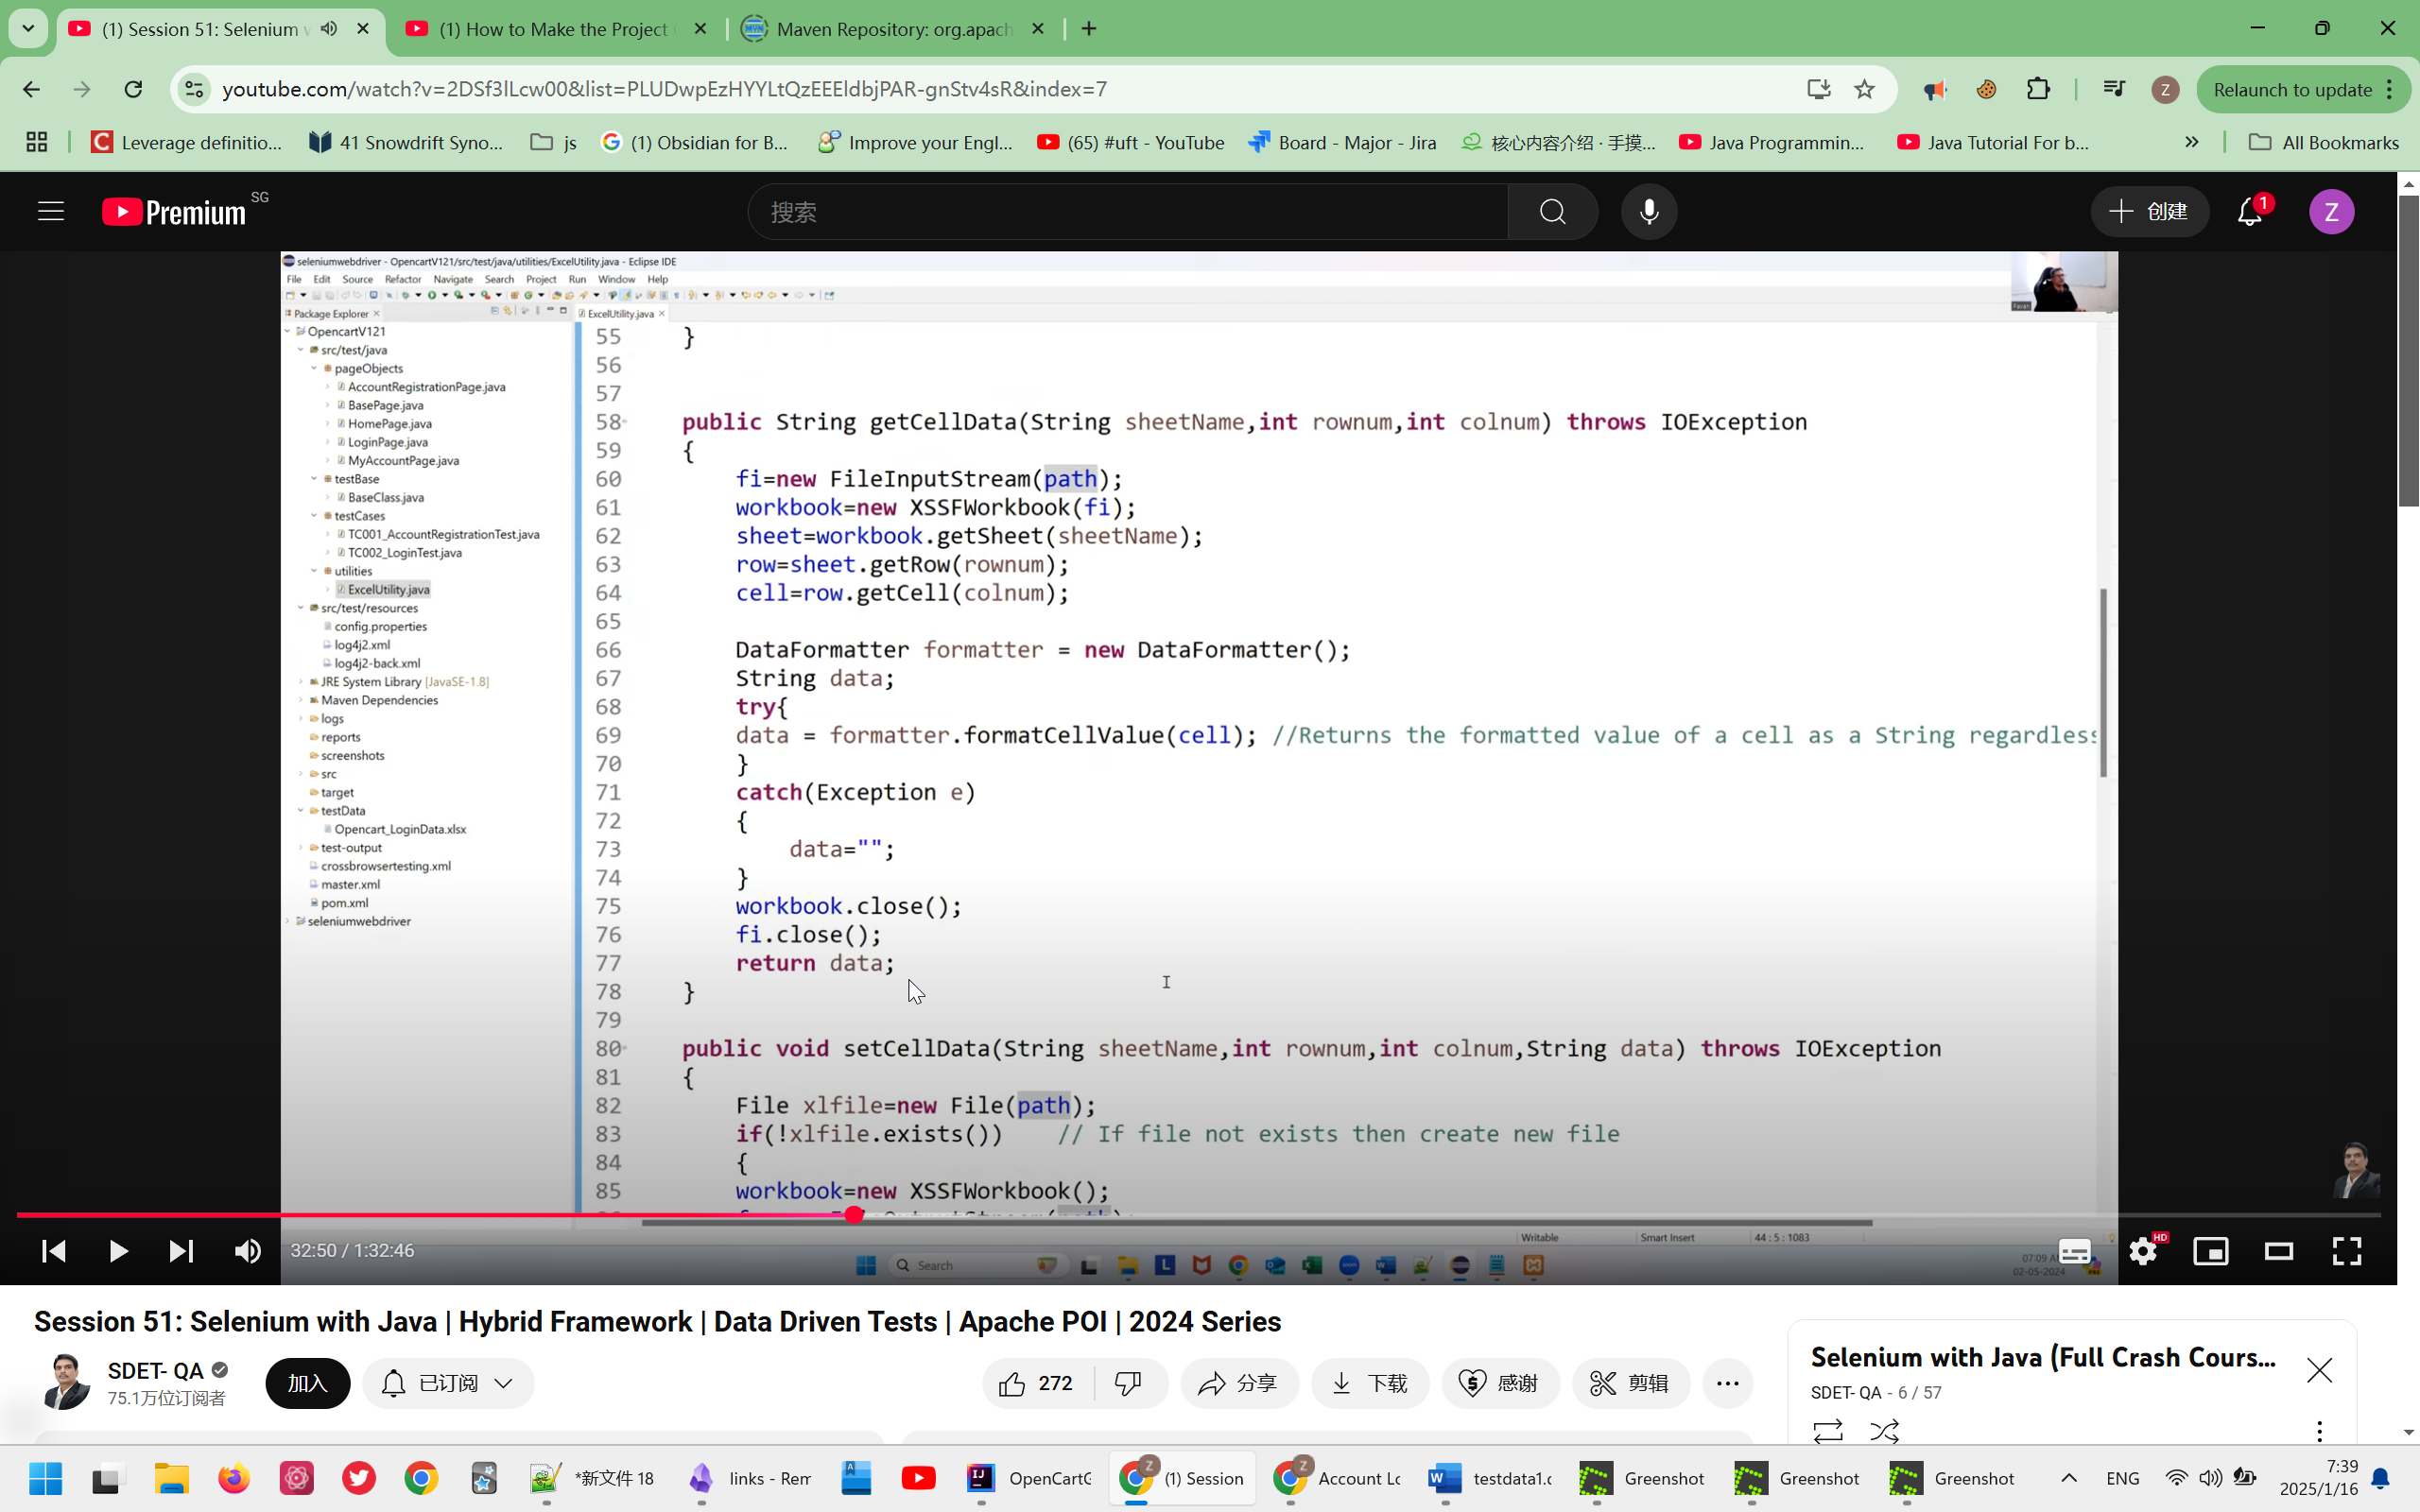 (1) Session 51: Selenium w
(1) How to Make the Project
Maven Repository: org.apach
youtube.com/watch?v=2DSf3lLcw00&list=PLUDwpEzHYYLtQzEEEldbjPAR-gnStv4sR&index=7
Z
Relaunch to update
Leverage definitio...
41 Snowdrift Syno...
js
(1) Obsidian for B...
Improve your Engl...
(65) #uft - YouTube
Board - Major - Jira
核心内容介绍 · 手摸...
Java Programmin...
Java Tutorial For b...
All Bookmarks
Premium SG
搜索
创建
1
Z
seleniumwebdriver - OpencartV121/src/test/java/utilities/ExcelUtility.java - Eclipse IDE
File Edit Source Refactor Navigate Search Project Run Window Help
Package Explorer
ExcelUtility.java
OpencartV121
src/test/java
pageObjects
AccountRegistrationPage.java
BasePage.java
HomePage.java
LoginPage.java
MyAccountPage.java
testBase
BaseClass.java
testCases
TC001_AccountRegistrationTest.java
TC002_LoginTest.java
utilities
ExcelUtility.java
src/test/resources
config.properties
log4j2.xml
log4j2-back.xml
JRE System Library [JavaSE-1.8]
Maven Dependencies
logs
reports
screenshots
src
target
testData
Opencart_LoginData.xlsx
test-output
crossbrowsertesting.xml
master.xml
pom.xml
seleniumwebdriver
55 }
56
57
58 public String getCellData(String sheetName,int rownum,int colnum) throws IOException
59 {
60 fi=new FileInputStream(path);
61 workbook=new XSSFWorkbook(fi);
62 sheet=workbook.getSheet(sheetName);
63 row=sheet.getRow(rownum);
64 cell=row.getCell(colnum);
65
66 DataFormatter formatter = new DataFormatter();
67 String data;
68 try{
69 data = formatter.formatCellValue(cell); //Returns the formatted value of a cell as a String regardless
70 }
71 catch(Exception e)
72 {
73 data="";
74 }
75 workbook.close();
76 fi.close();
77 return data;
78 }
79
80 public void setCellData(String sheetName,int rownum,int colnum,String data) throws IOException
81 {
82 File xlfile=new File(path);
83 if(!xlfile.exists()) // If file not exists then create new file
84 {
85 workbook=new XSSFWorkbook();
Writable
Smart Insert
44 : 5 : 1083
Search
02-05-2024
32:50 / 1:32:46
HD
Session 51: Selenium with Java | Hybrid Framework | Data Driven Tests | Apache POI | 2024 Series
SDET- QA
75.1万位订阅者
加入
已订阅
272
分享
下载
感谢
剪辑
Selenium with Java (Full Crash Cours...
SDET- QA - 6 / 57
*新文件 18
links - Rem
OpenCartG
(1) Session
Account Lo
testdata1.c
Greenshot
Greenshot
Greenshot
ENG
7:39
2025/1/16